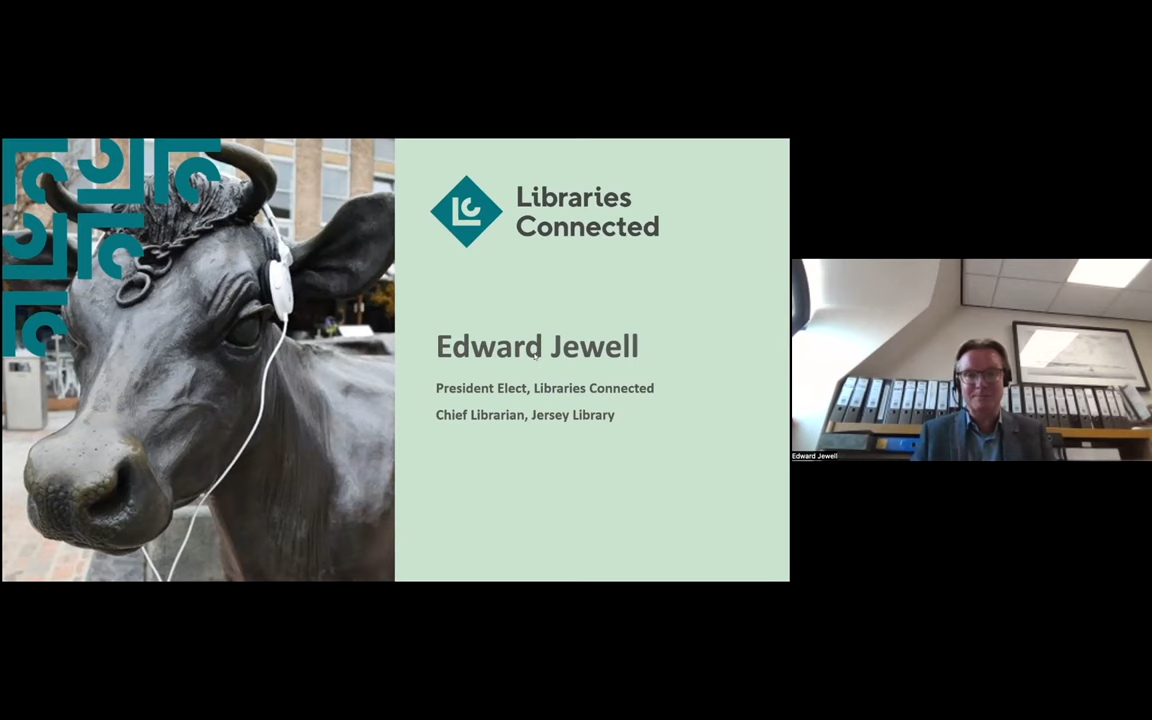 Libraries
Connected
Edward Jewell
President Elect, Libraries Connected
Chief Librarian, Jersey Library
Edward Jewell